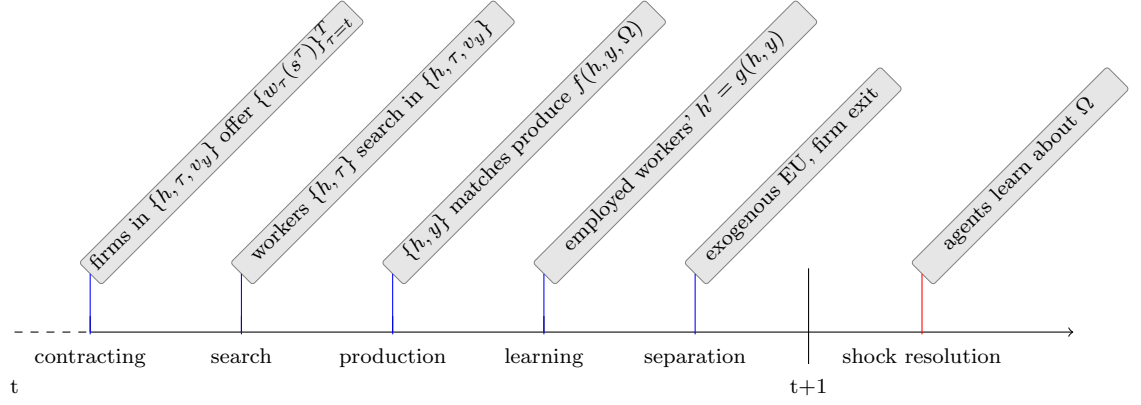 firms in {h, τ, v_y} offer {w_τ(s^τ)}_{τ=t}^T
workers {h, τ} search in {h, τ, v_y}
{h, y} matches produce f(h, y, Ω)
employed workers' h′ = g(h, y)
exogenous EU, firm exit
agents learn about Ω
contracting
search
production
learning
separation
shock resolution
t
t+1